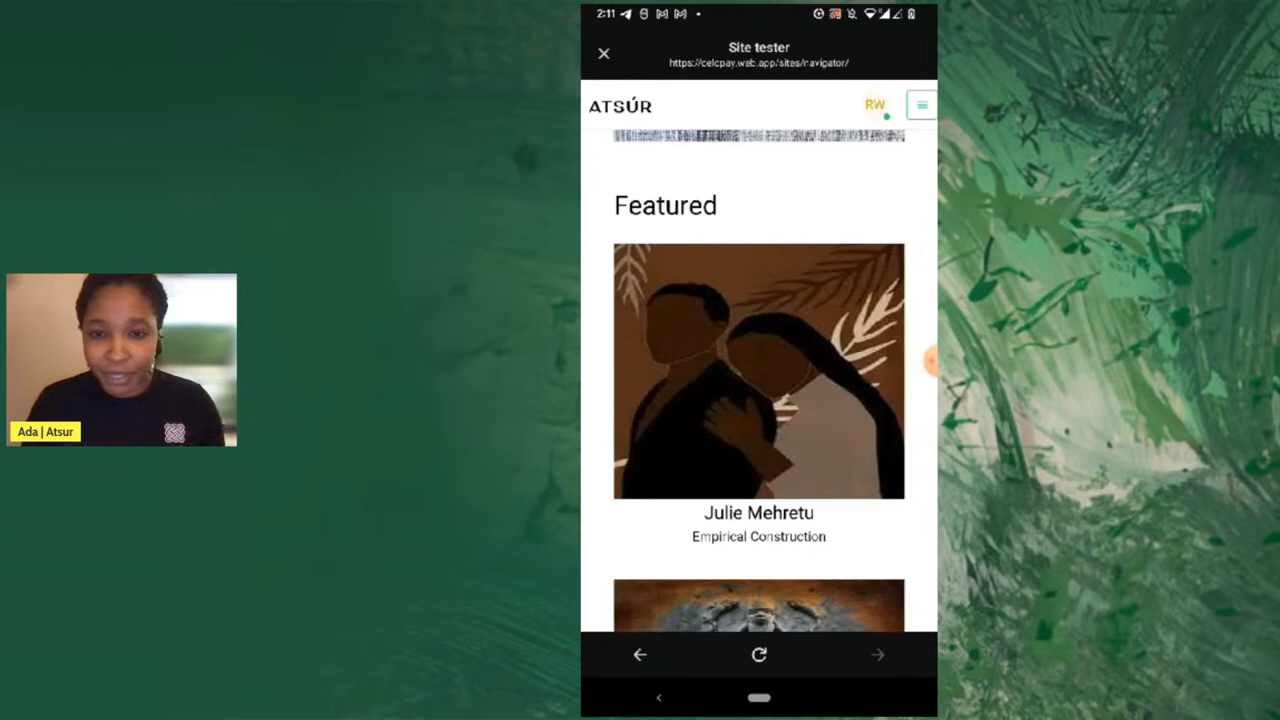 2:11
Site tester
https://celcpay.web.app/sites/navigator/
ATSÚR
RW
Featured
Julie Mehretu
Empirical Construction
Ada | Atsur